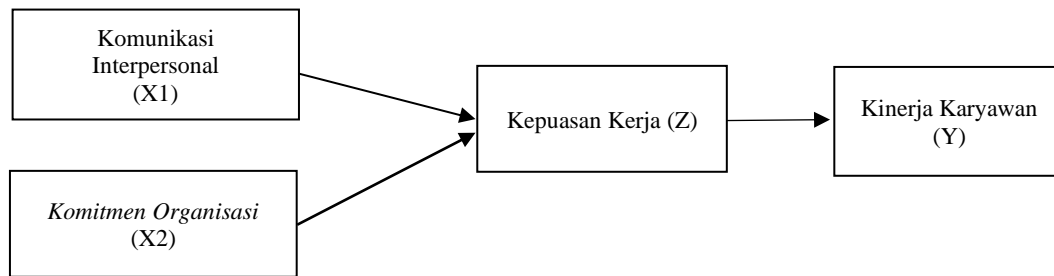 Komunikasi
Interpersonal
(X1)
Kepuasan Kerja (Z)
Kinerja Karyawan
(Y)
Komitmen Organisasi
(X2)